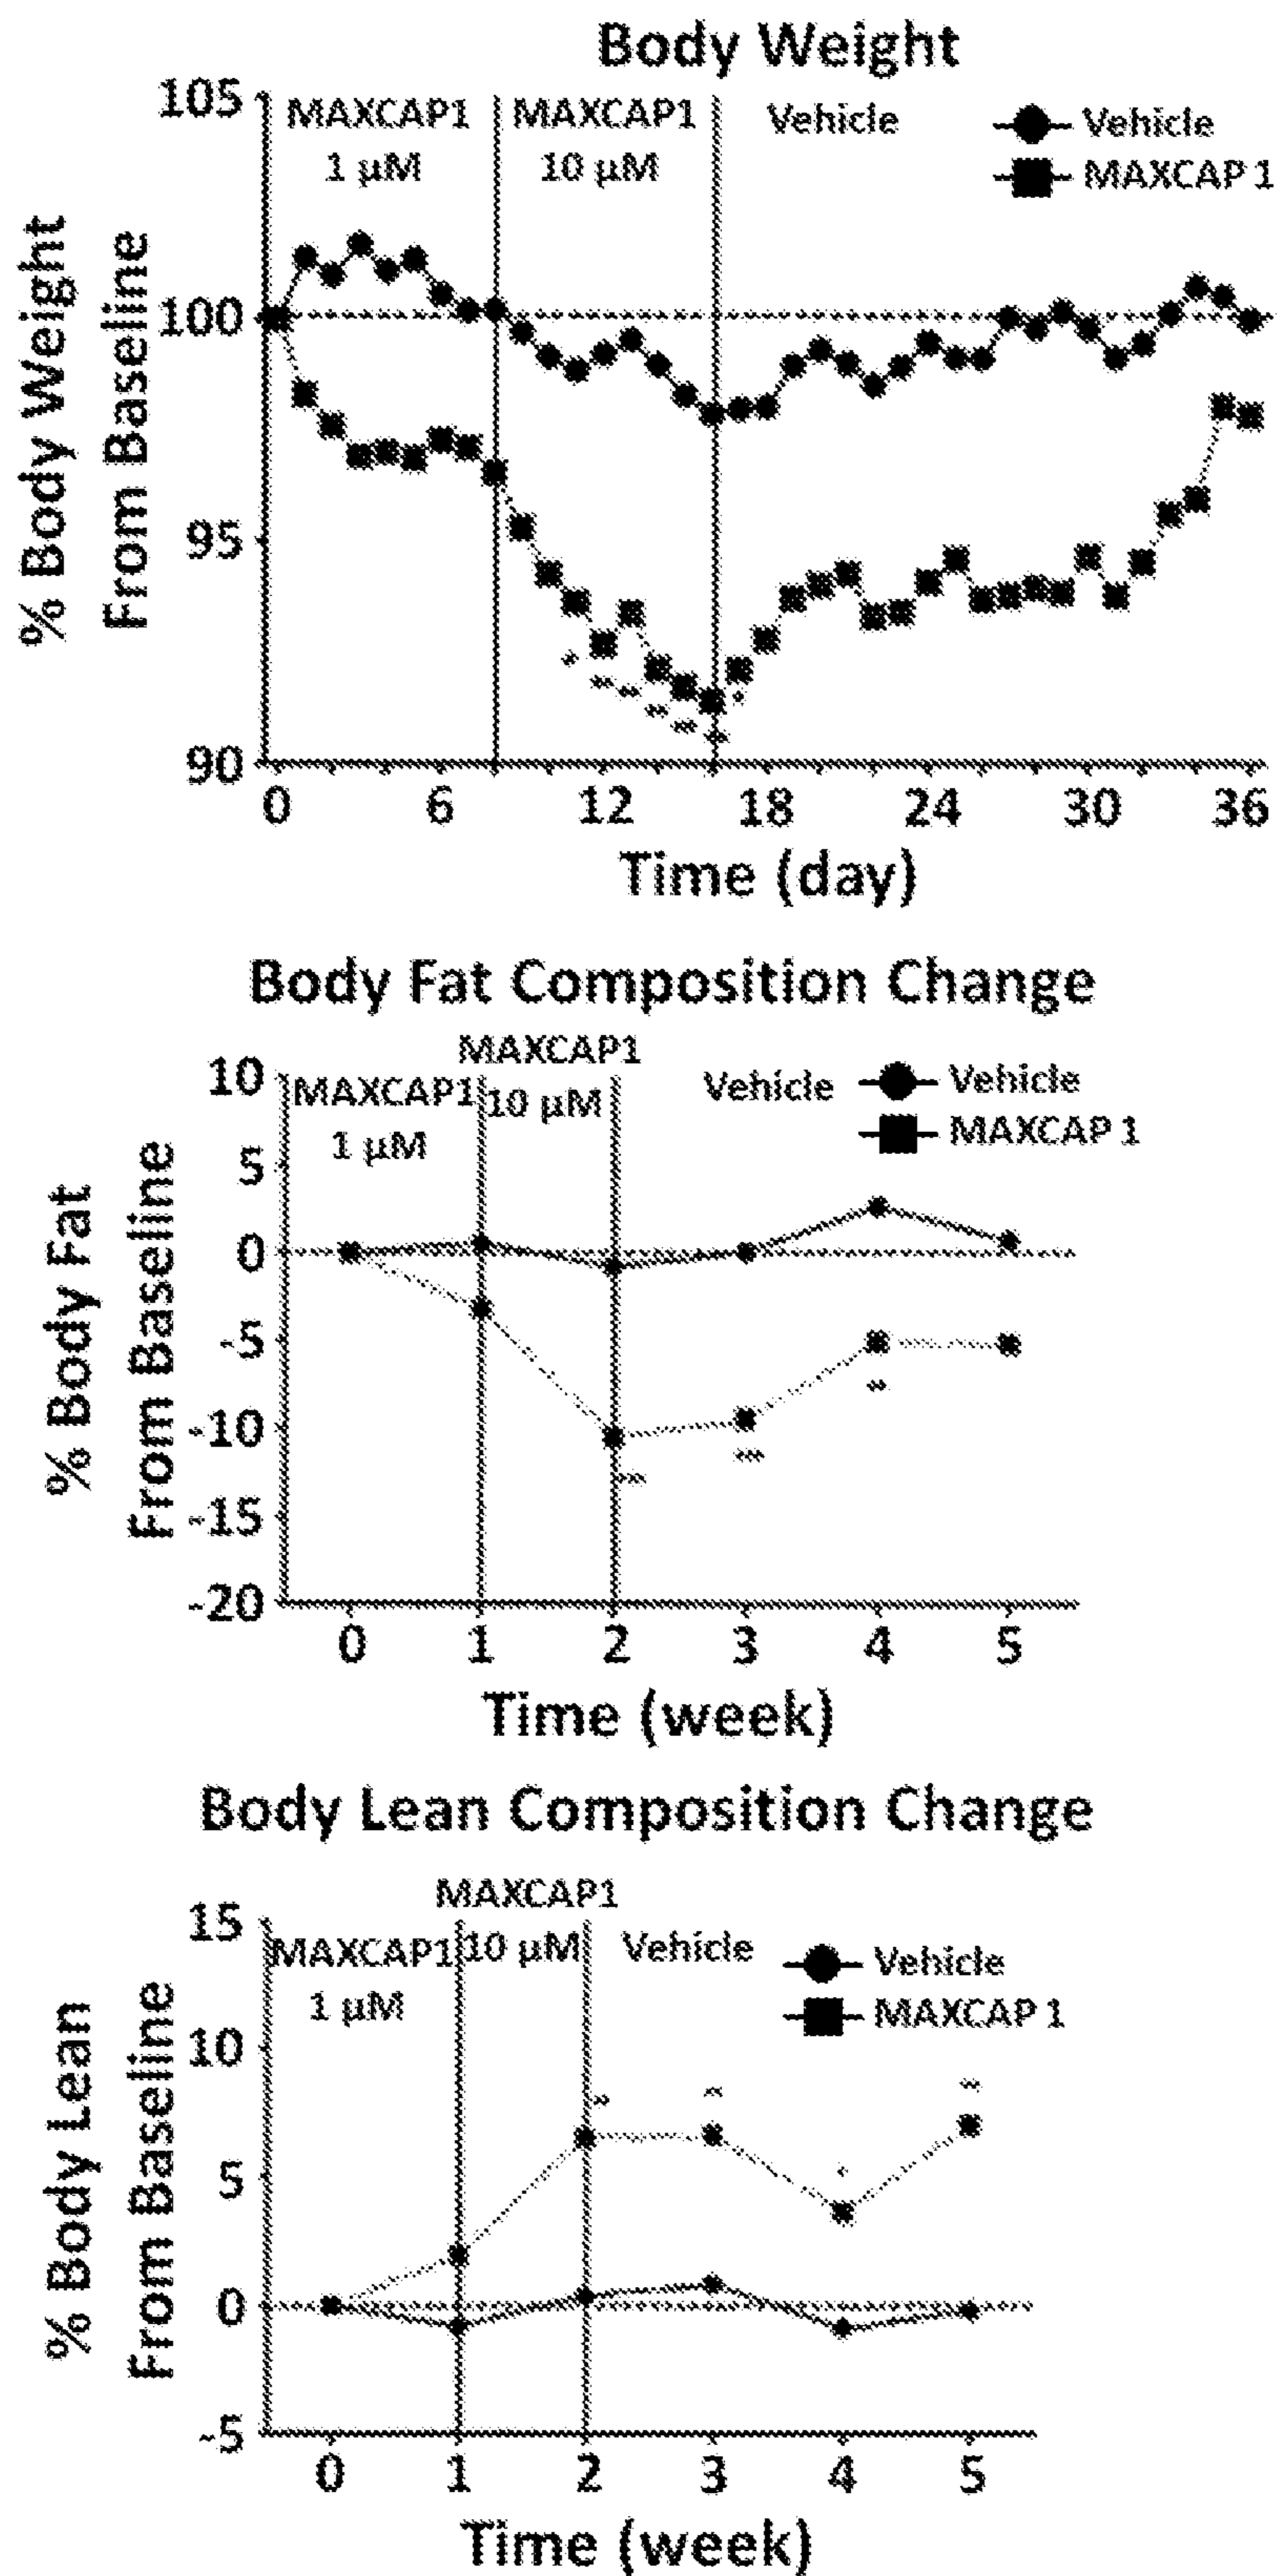 Body Weight
105
MAXCAP1
1 µM
MAXCAP1
10 µM
Vehicle
Vehicle
MAXCAP 1
% Body Weight
From Baseline
100
95
90
0 6 12 18 24 30 36
Time (day)
Body Fat Composition Change
MAXCAP1
1 µM
MAXCAP1
10 µM
Vehicle
Vehicle
MAXCAP 1
% Body Fat
From Baseline
10
5
0
-5
-10
-15
-20
0 1 2 3 4 5
Time (week)
Body Lean Composition Change
MAXCAP1
1 µM
MAXCAP1
10 µM
Vehicle
Vehicle
MAXCAP 1
% Body Lean
From Baseline
15
10
5
0
-5
0 1 2 3 4 5
Time (week)